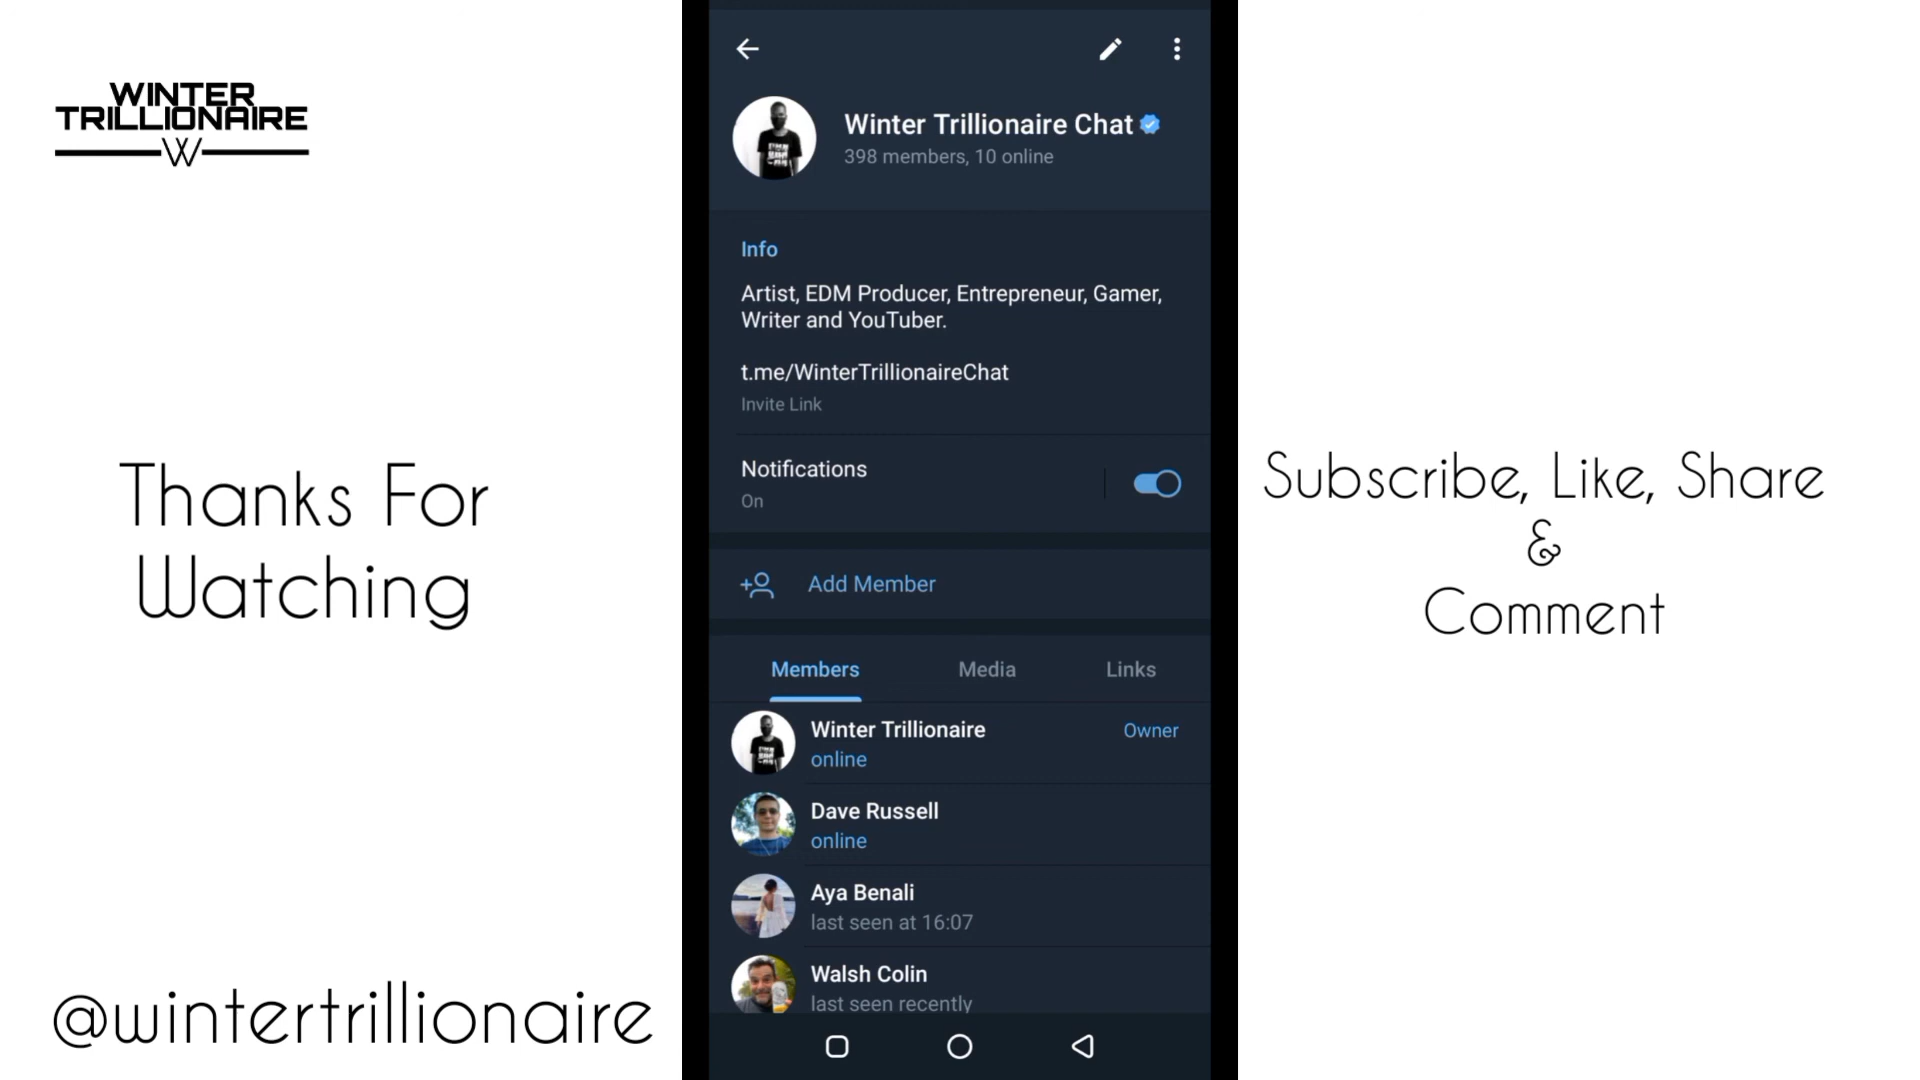 WINTER
TRILLIONAIRE
W
Thanks For
Watching
@wintertrillionaire
Winter Trillionaire Chat
398 members, 10 online
Info
Artist, EDM Producer, Entrepreneur, Gamer,
Writer and YouTuber.
t.me/WinterTrillionaireChat
Invite Link
Notifications
On
Add Member
Members Media Links
Winter Trillionaire Owner
online
Dave Russell
online
Aya Benali
last seen at 16:07
Walsh Colin
last seen recently
Subscribe, Like, Share
&
Comment